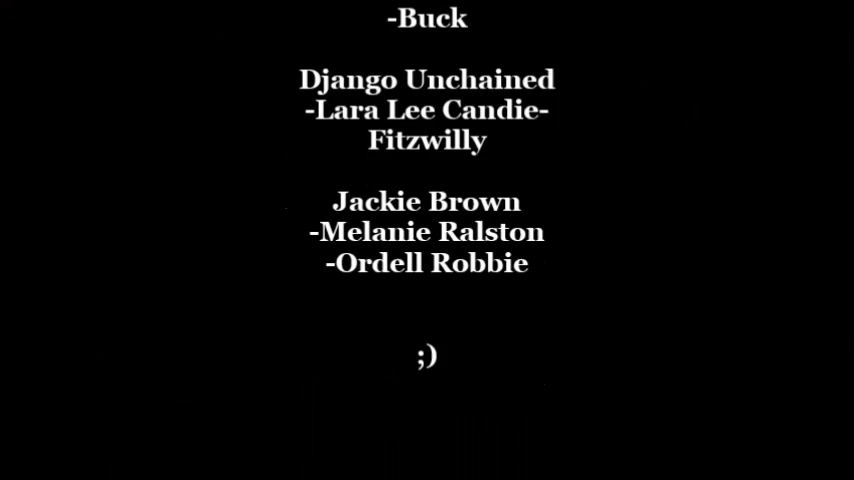 -Buck
Django Unchained
-Lara Lee Candie-
Fitzwilly
Jackie Brown
-Melanie Ralston
-Ordell Robbie
;)